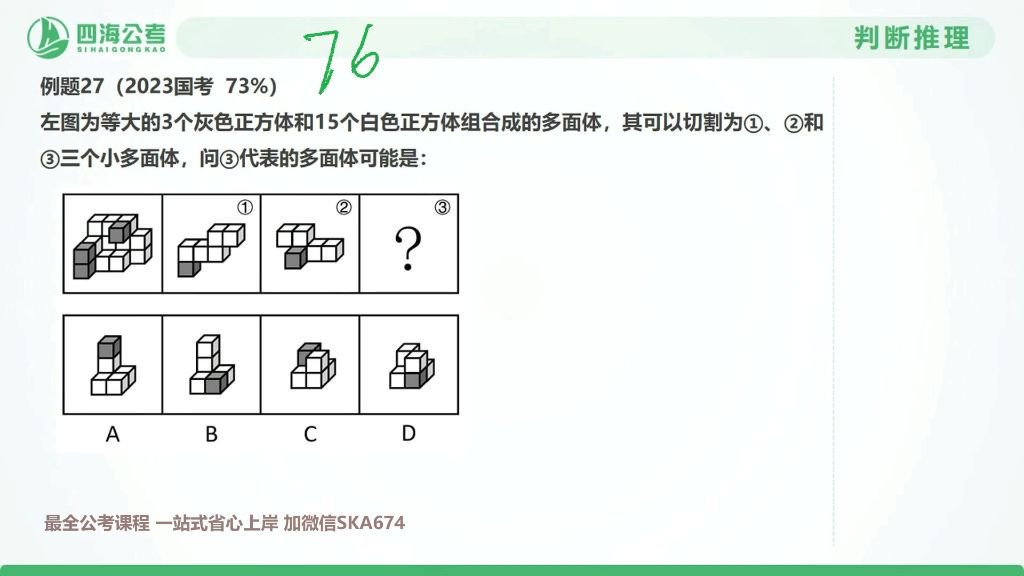 四海公考
SIHAIGONGKAO
76
判断推理
例题27（2023国考 73%）
左图为等大的3个灰色正方体和15个白色正方体组合成的多面体，其可以切割为①、②和
③三个小多面体，问③代表的多面体可能是：
① ② ③
?
A B C D
最全公考课程 一站式省心上岸 加微信SKA674